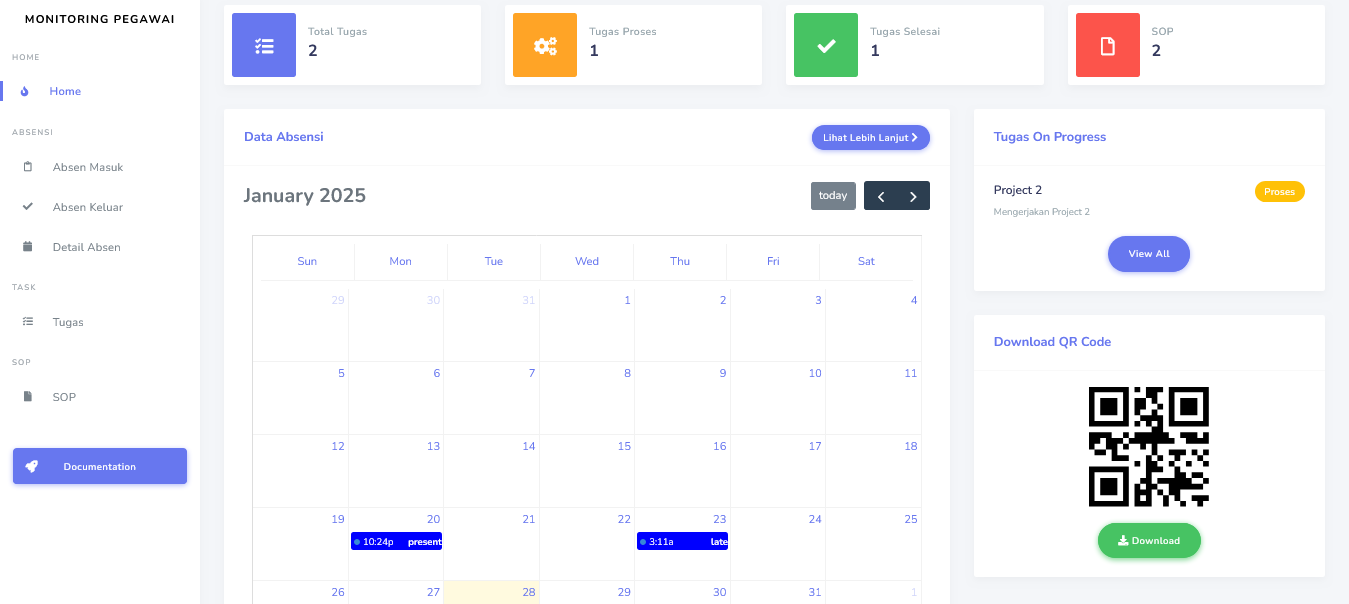 MONITORING PEGAWAI
HOME
Home
ABSENSI
Absen Masuk
Absen Keluar
Detail Absen
TASK
Tugas
SOP
SOP
Documentation
Total Tugas
2
Tugas Proses
1
Tugas Selesai
1
SOP
2
Data Absensi
Lihat Lebih Lanjut
January 2025
today
Sun Mon Tue Wed Thu Fri Sat
29 30 31 1 2 3 4
5 6 7 8 9 10 11
12 13 14 15 16 17 18
19 20 21 22 23 24 25
10:24p present 3:11a late
26 27 28 29 30 31 1
Tugas On Progress
Project 2 Proses
Mengerjakan Project 2
View All
Download QR Code
Download